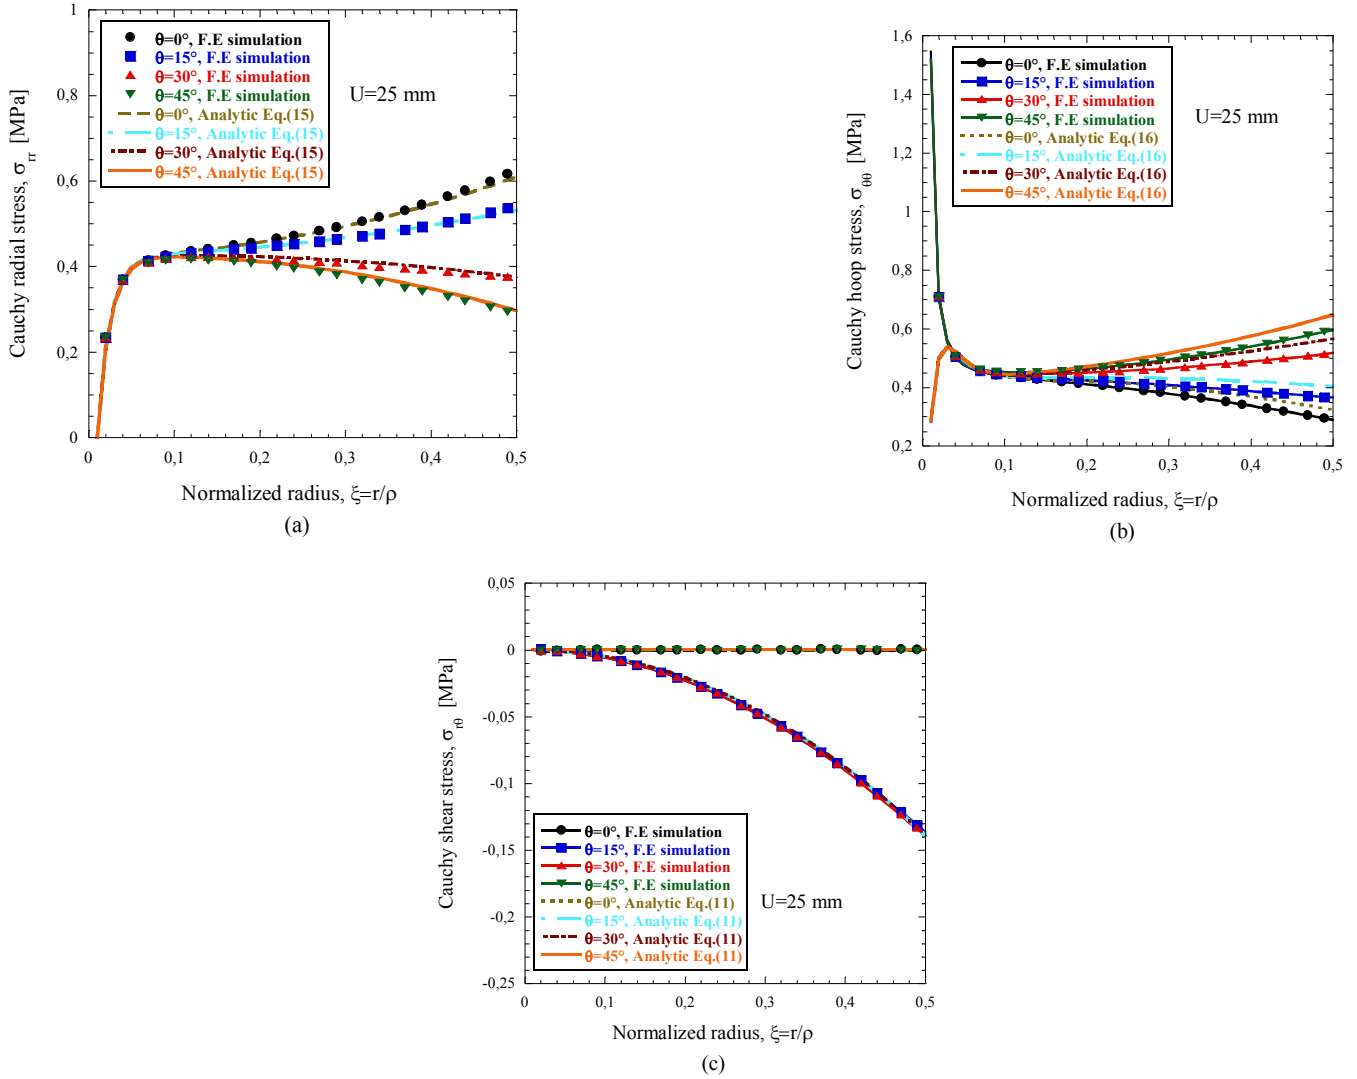 1
0,8
0,6
0,4
0,2
0
0 0,1 0,2 0,3 0,4 0,5
Cauchy radial stress, σrr [MPa]
θ=0°, F.E simulation
θ=15°, F.E simulation
θ=30°, F.E simulation
θ=45°, F.E simulation
θ=0°, Analytic Eq.(15)
θ=15°, Analytic Eq.(15)
θ=30°, Analytic Eq.(15)
θ=45°, Analytic Eq.(15)
U=25 mm
Normalized radius, ξ=r/ρ
(a)
1,6
1,4
1,2
1
0,8
0,6
0,4
0,2
0 0,1 0,2 0,3 0,4 0,5
Cauchy hoop stress, σθθ [MPa]
θ=0°, F.E simulation
θ=15°, F.E simulation
θ=30°, F.E simulation
θ=45°, F.E simulation
θ=0°, Analytic Eq.(16)
θ=15°, Analytic Eq.(16)
θ=30°, Analytic Eq.(16)
θ=45°, Analytic Eq.(16)
U=25 mm
Normalized radius, ξ=r/ρ
(b)
0,05
0
-0,05
-0,1
-0,15
-0,2
-0,25
0 0,1 0,2 0,3 0,4 0,5
Cauchy shear stress, σrθ [MPa]
θ=0°, F.E simulation
θ=15°, F.E simulation
θ=30°, F.E simulation
θ=45°, F.E simulation
θ=0°, Analytic Eq.(11)
θ=15°, Analytic Eq.(11)
θ=30°, Analytic Eq.(11)
θ=45°, Analytic Eq.(11)
U=25 mm
Normalized radius, ξ=r/ρ
(c)